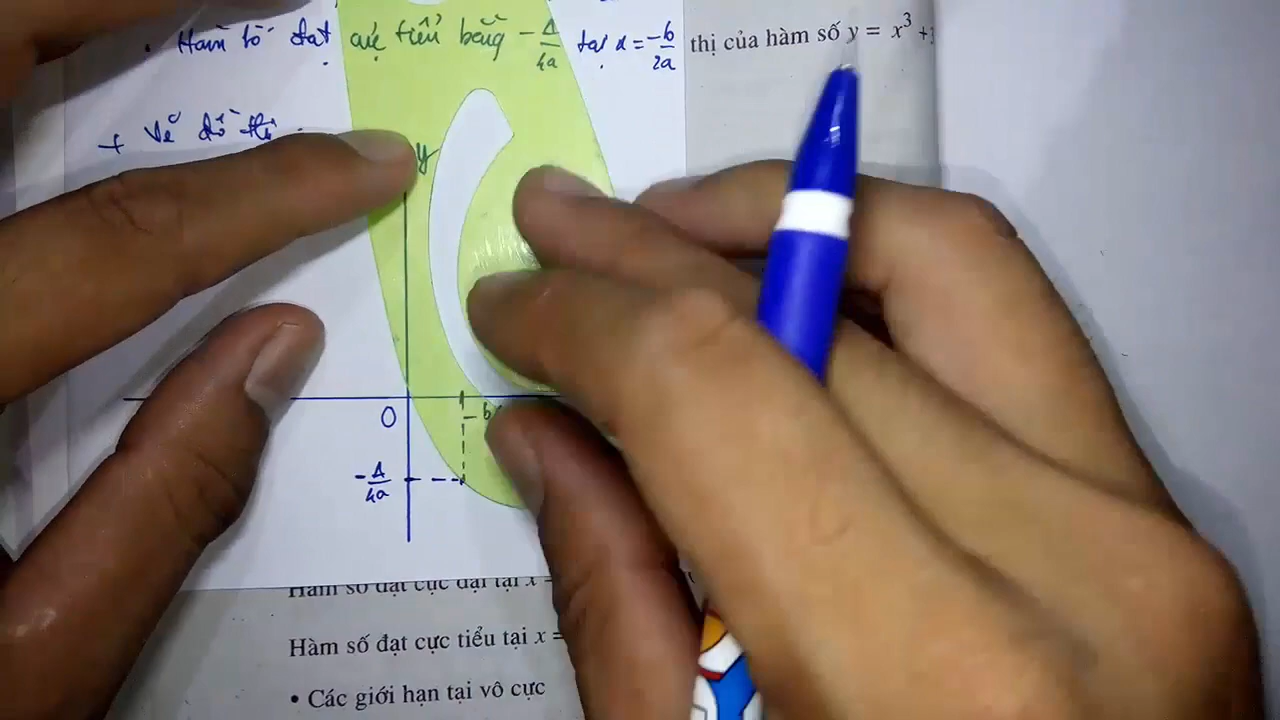 . Hàm số đạt cực tiểu bằng -Δ/4a tại x = -b/2a
thị của hàm số y = x³ +
+ Vẽ đồ thị
y
O
-b
-Δ/4a
Hàm số đạt cực đại tại x =
Hàm số đạt cực tiểu tại x =
• Các giới hạn tại vô cực